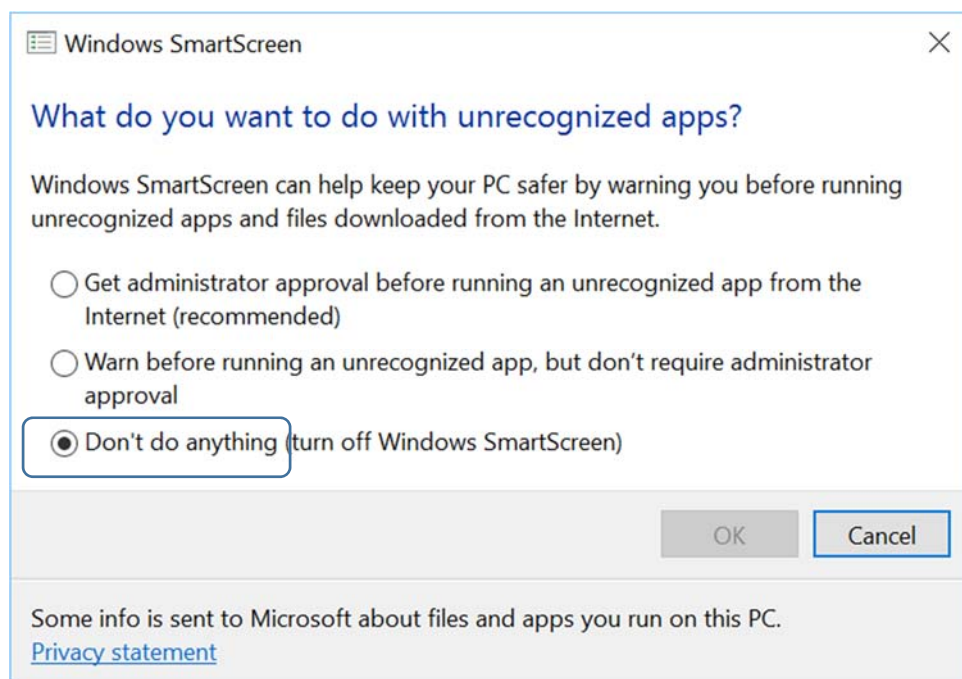 Windows SmartScreen
What do you want to do with unrecognized apps?
Windows SmartScreen can help keep your PC safer by warning you before running
unrecognized apps and files downloaded from the Internet.
Get administrator approval before running an unrecognized app from the
Internet (recommended)
Warn before running an unrecognized app, but don't require administrator
approval
Don't do anything (turn off Windows SmartScreen)
OK Cancel
Some info is sent to Microsoft about files and apps you run on this PC.
Privacy statement